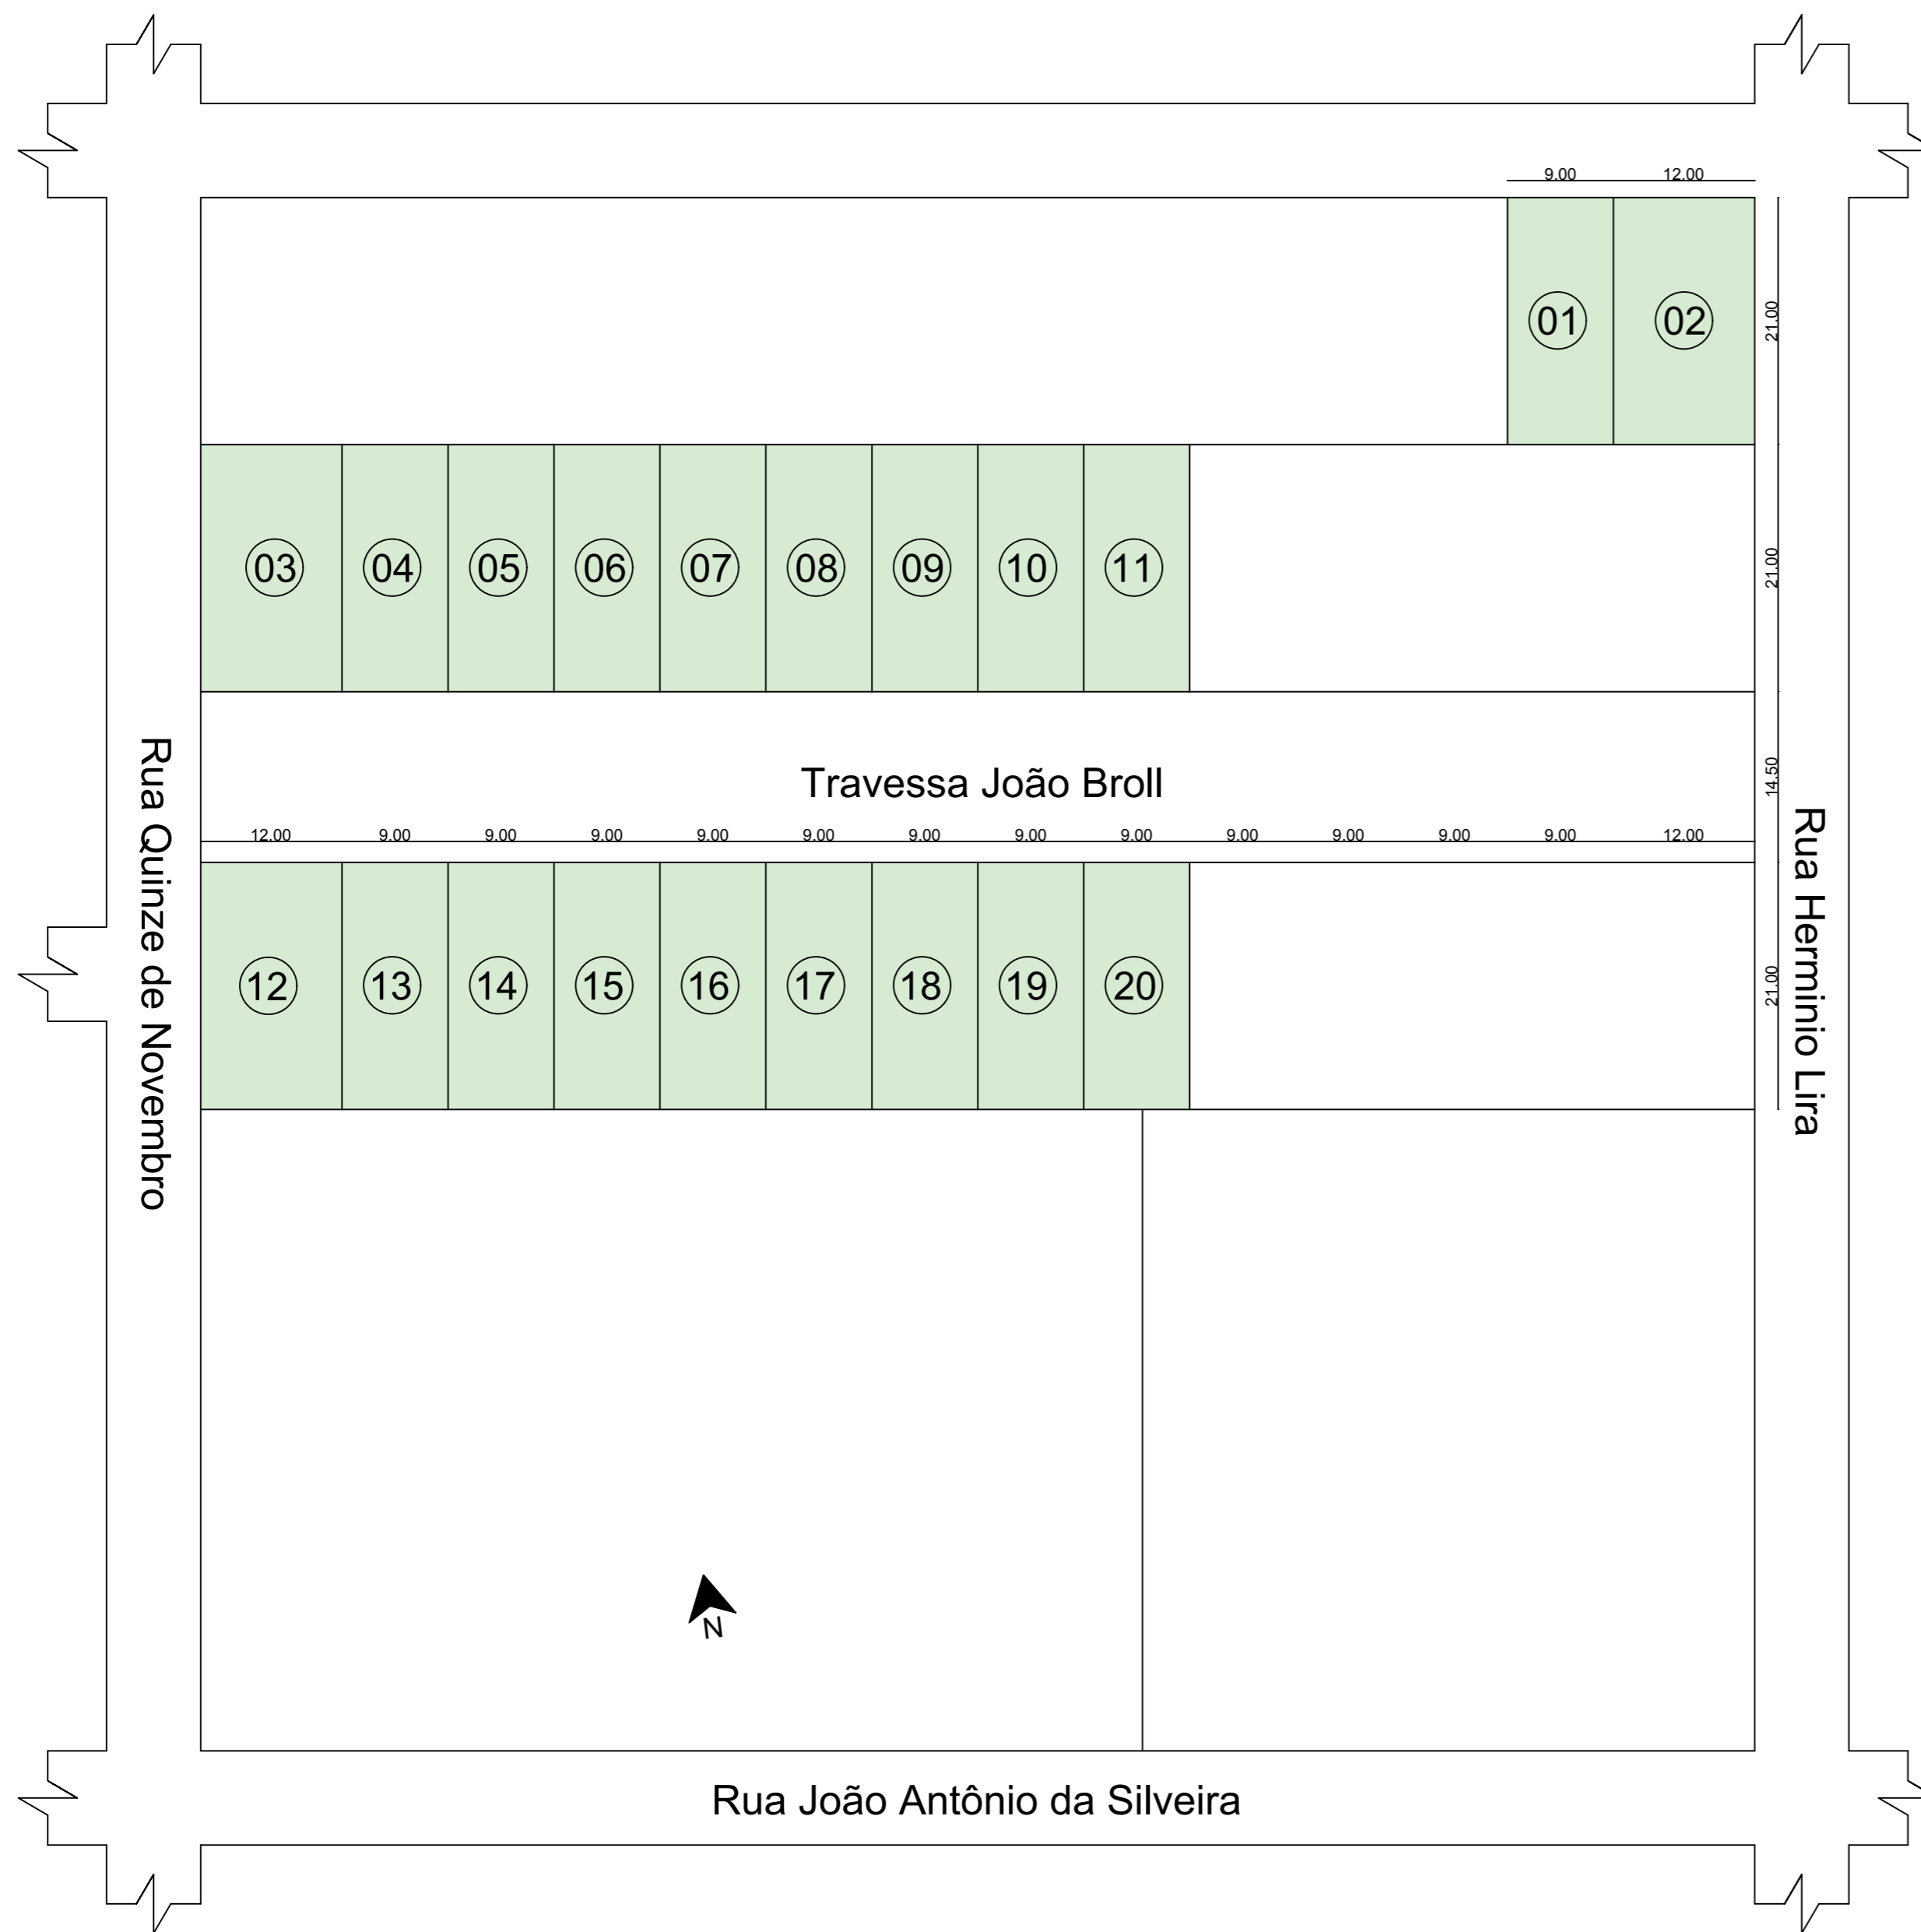 9.00 12.00
01 02
21.00
03 04 05 06 07 08 09 10 11
21.00
Travessa João Broll
14.50
12.00 9.00 9.00 9.00 9.00 9.00 9.00 9.00 9.00 9.00 9.00 9.00 9.00 12.00
Rua Quinze de Novembro
Rua Herminio Lira
12 13 14 15 16 17 18 19 20
21.00
N
Rua João Antônio da Silveira